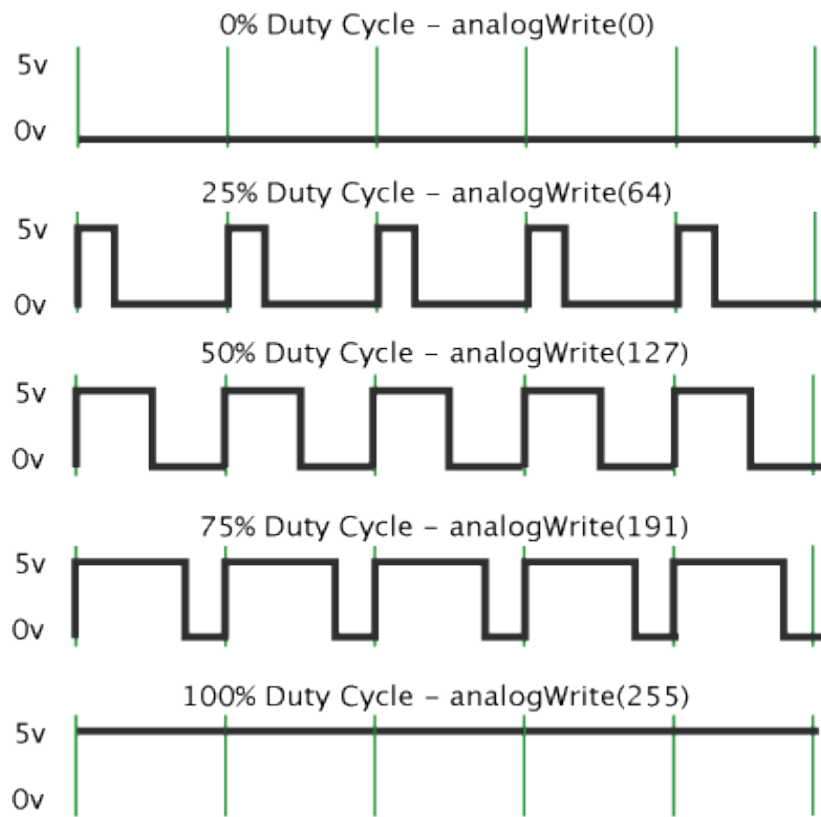 0% Duty Cycle – analogWrite(0)
5v
0v
25% Duty Cycle – analogWrite(64)
5v
0v
50% Duty Cycle – analogWrite(127)
5v
0v
75% Duty Cycle – analogWrite(191)
5v
0v
100% Duty Cycle – analogWrite(255)
5v
0v